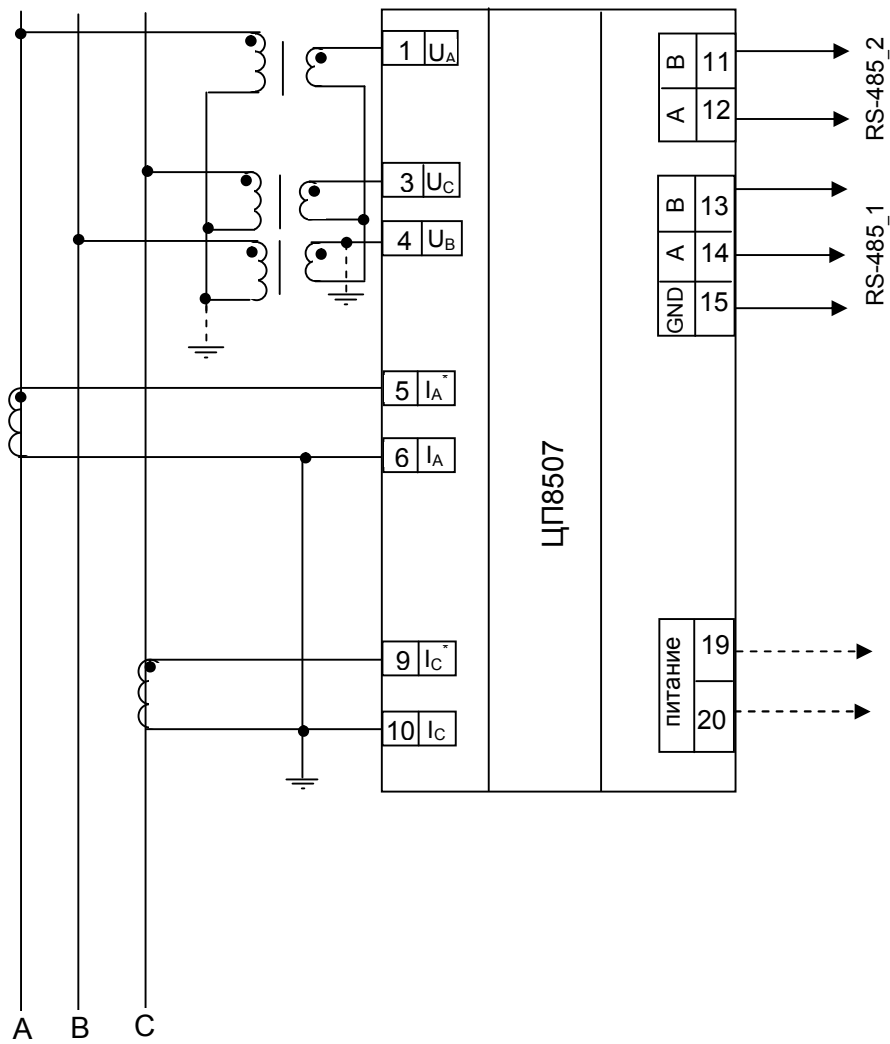 1 UA
3 UC
4 UB
5 IA*
6 IA
9 IC*
10 IC
ЦП8507
B 11
A 12
RS-485_2
B 13
A 14
GND 15
RS-485_1
питание
19
20
A B C